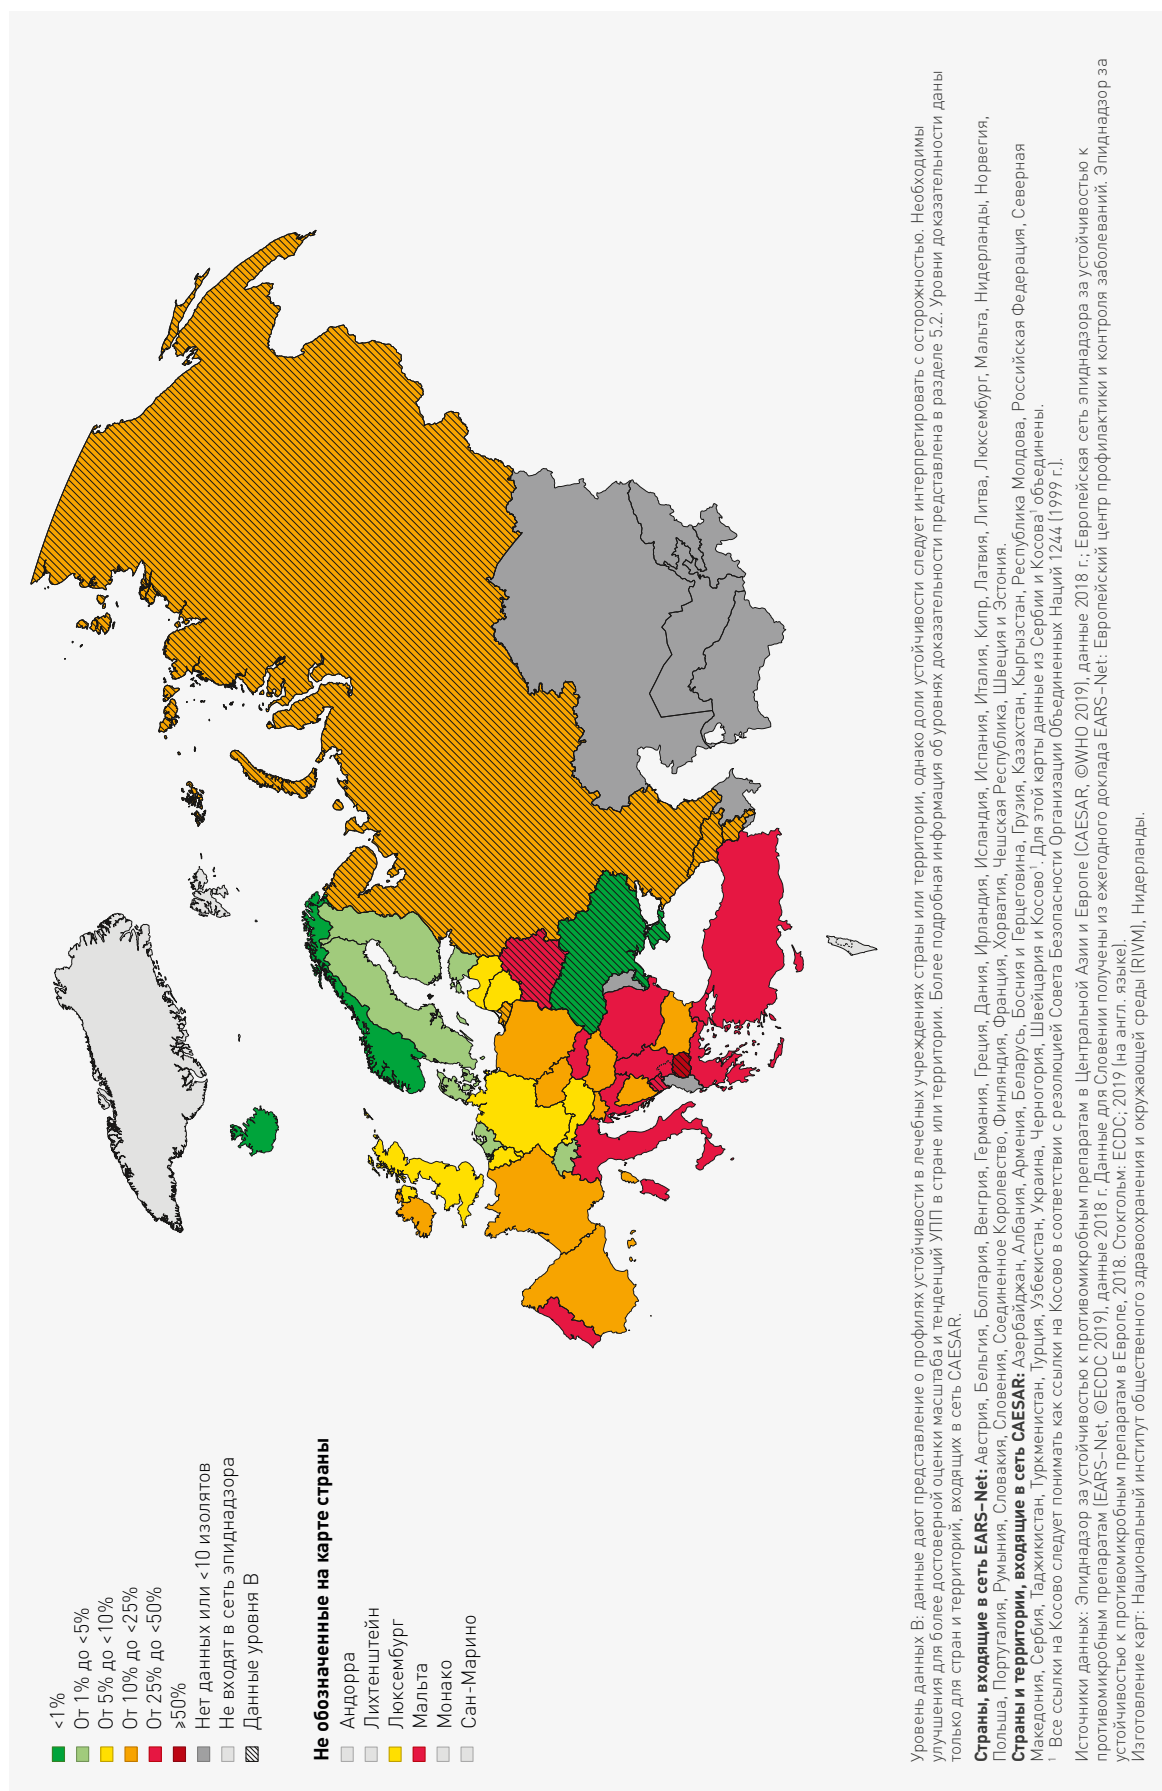 <1%
От 1% до <5%
От 5% до <10%
От 10% до <25%
От 25% до <50%
≥50%
Нет данных или <10 изолятов
Не входят в сеть эпиднадзора
Данные уровня B
Не обозначенные на карте страны
Андорра
Лихтенштейн
Люксембург
Мальта
Монако
Сан-Марино
Уровень данных B: данные дают представление о профилях устойчивости в лечебных учреждениях страны или территории, однако доли устойчивости следует интерпретировать с осторожностью. Необходимы
улучшения для более достоверной оценки масштаба и тенденций УПП в стране или территории. Более подробная информация об уровнях доказательности представлена в разделе 5.2. Уровни доказательности даны
только для стран и территорий, входящих в сеть CAESAR.
Страны, входящие в сеть EARS–Net: Австрия, Бельгия, Болгария, Венгрия, Германия, Греция, Дания, Ирландия, Исландия, Испания, Италия, Кипр, Латвия, Литва, Люксембург, Мальта, Нидерланды, Норвегия,
Польша, Португалия, Румыния, Словакия, Словения, Соединенное Королевство, Финляндия, Франция, Хорватия, Чешская Республика, Швеция и Эстония.
Страны и территории, входящие в сеть CAESAR: Азербайджан, Албания, Армения, Беларусь, Босния и Герцеговина, Грузия, Казахстан, Кыргызстан, Республика Молдова, Российская Федерация, Северная
Македония, Сербия, Таджикистан, Туркменистан, Турция, Узбекистан, Украина, Черногория, Швейцария и Косово¹. Для этой карты данные из Сербии и Косова¹ объединены.
¹ Все ссылки на Косово следует понимать как ссылки на Косово в соответствии с резолюцией Совета Безопасности Организации Объединенных Наций 1244 (1999 г.).
Источники данных: Эпиднадзор за устойчивостью к противомикробным препаратам в Центральной Азии и Европе (CAESAR, ©WHO 2019), данные 2018 г.; Европейская сеть эпиднадзора за устойчивостью к
противомикробным препаратам (EARS–Net, ©ECDC 2019), данные 2018 г. Данные для Словении получены из ежегодного доклада EARS–Net: Европейский центр профилактики и контроля заболеваний. Эпиднадзор за
устойчивостью к противомикробным препаратам в Европе, 2018. Стокгольм: ECDC; 2019 (на англ. языке).
Изготовление карт: Национальный институт общественного здравоохранения и окружающей среды (RIVM), Нидерланды.